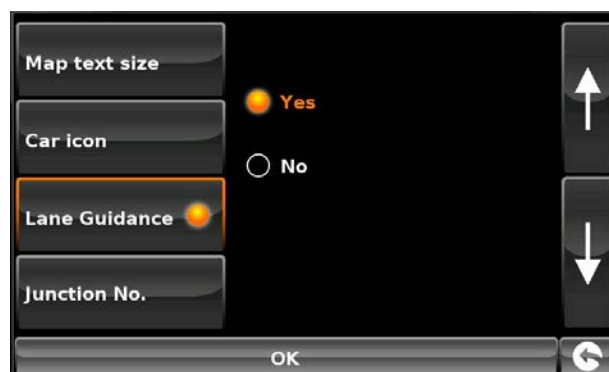 Map text size
Yes
Car icon
No
Lane Guidance
Junction No.
OK